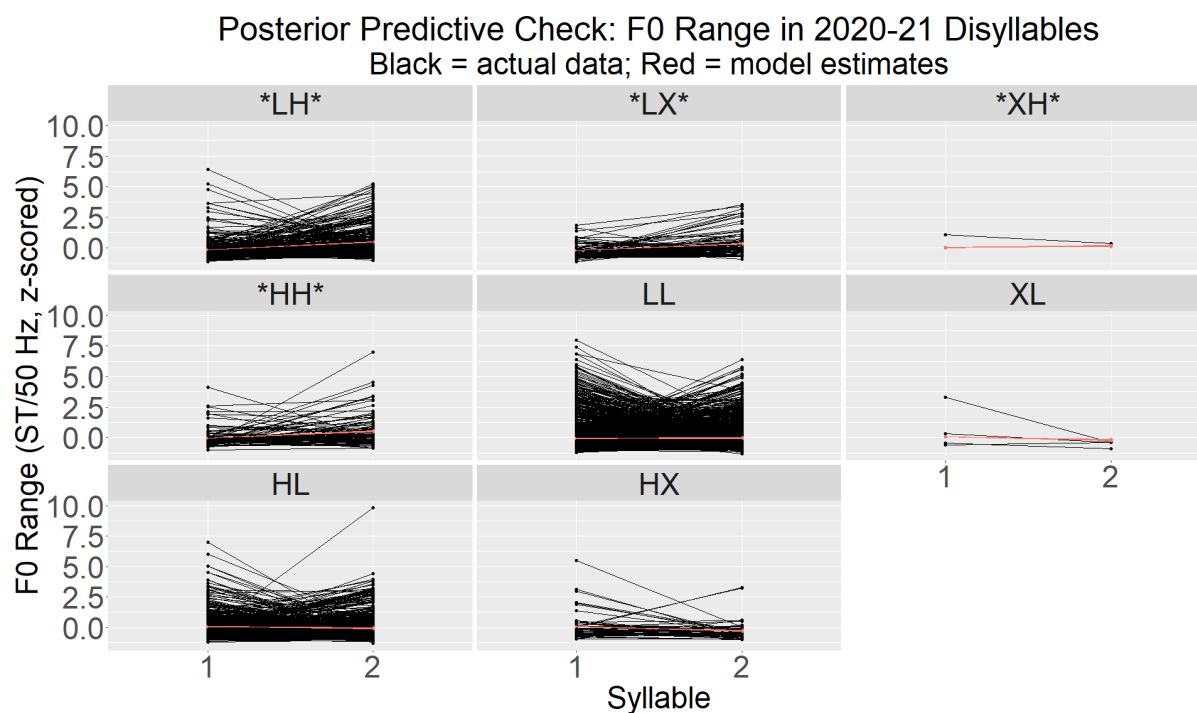 Posterior Predictive Check: F0 Range in 2020-21 Disyllables
Black = actual data; Red = model estimates
*LH* *LX* *XH*
10.0
7.5
5.0
2.5
0.0
*HH* LL XL
10.0
7.5
5.0
2.5
0.0
1 2
HL HX
10.0
7.5
5.0
2.5
0.0
1 2 1 2
Syllable
F0 Range (ST/50 Hz, z-scored)